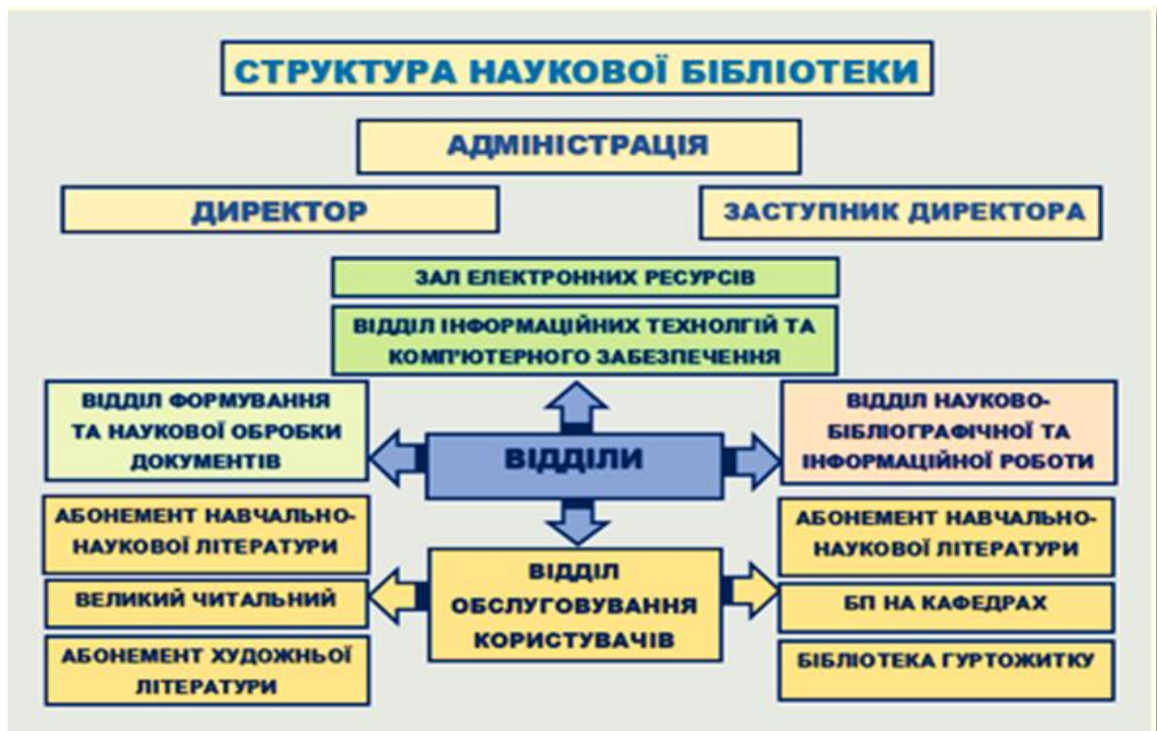 СТРУКТУРА НАУКОВОЇ БІБЛІОТЕКИ
АДМІНІСТРАЦІЯ
ДИРЕКТОР
ЗАСТУПНИК ДИРЕКТОРА
ЗАЛ ЕЛЕКТРОННИХ РЕСУРСІВ
ВІДДІЛ ІНФОРМАЦІЙНИХ ТЕХНОЛГІЙ ТА
КОМП'ЮТЕРНОГО ЗАБЕЗПЕЧЕННЯ
ВІДДІЛ ФОРМУВАННЯ
ТА НАУКОВОЇ ОБРОБКИ
ДОКУМЕНТІВ
ВІДДІЛИ
ВІДДІЛ НАУКОВО-
БІБЛІОГРАФІЧНОЇ ТА
ІНФОРМАЦІЙНОЇ РОБОТИ
АБОНЕМЕНТ НАВЧАЛЬНО-
НАУКОВОЇ ЛІТЕРАТУРИ
ВЕЛИКИЙ ЧИТАЛЬНИЙ
АБОНЕМЕНТ ХУДОЖНЬОЇ
ЛІТЕРАТУРИ
ВІДДІЛ
ОБСЛУГОВУВАННЯ
КОРИСТУВАЧІВ
АБОНЕМЕНТ НАВЧАЛЬНО-
НАУКОВОЇ ЛІТЕРАТУРИ
БП НА КАФЕДРАХ
БІБЛІОТЕКА ГУРТОЖИТКУ